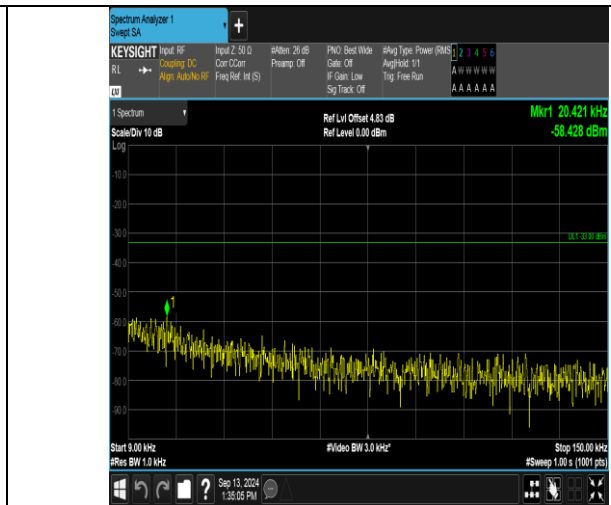 Spectrum Analyzer 1
Swept SA
+
KEYSIGHT Input: RF Input Z: 50 Ω #Atten: 26 dB PNO: Best Wide #Avg Type: Power (RMS 1 2 3 4 5 6
RL Coupling: DC Corr CCorr Preamp: Off Gate: Off Avg|Hold: 1/1 A W W W W W
Align: Auto/No RF Freq Ref: Int (S) IF Gain: Low Trig: Free Run
LXI Sig Track: Off A A A A A A
1 Spectrum Ref Lvl Offset 4.83 dB Mkr1 20.421 kHz
Scale/Div 10 dB Ref Level 0.00 dBm -58.428 dBm
Log
-10.0
-20.0
-30.0
-40.0
-50.0
1
-60.0
-70.0
-80.0
-90.0
Start 9.00 kHz #Video BW 3.0 kHz* Stop 150.00 kHz
#Res BW 1.0 kHz #Sweep 1.00 s (1001 pts)
? Sep 13, 2024
1:35:05 PM